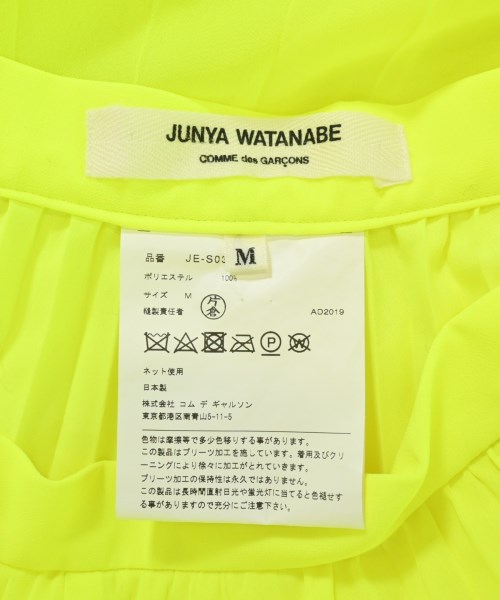 JUNYA WATANABE
COMME des GARÇONS
品番 JE-S03 M
ポリエステル 100%
サイズ M
縫製責任者 片倉 AD2019
P W
ネット使用
日本製
株式会社 コム デ ギャルソン
東京都港区南青山5-11-5
色物は摩擦等で多少色移りする事があります。
この製品はプリーツ加工を施しています。着用及びクリ
ーニングにより徐々に加工がとれていきます。
プリーツ加工の保持性は永久ではありません。
この製品は長時間直射日光や蛍光灯に当てると色褪せす
る事がありますので充分にご注意下さい。